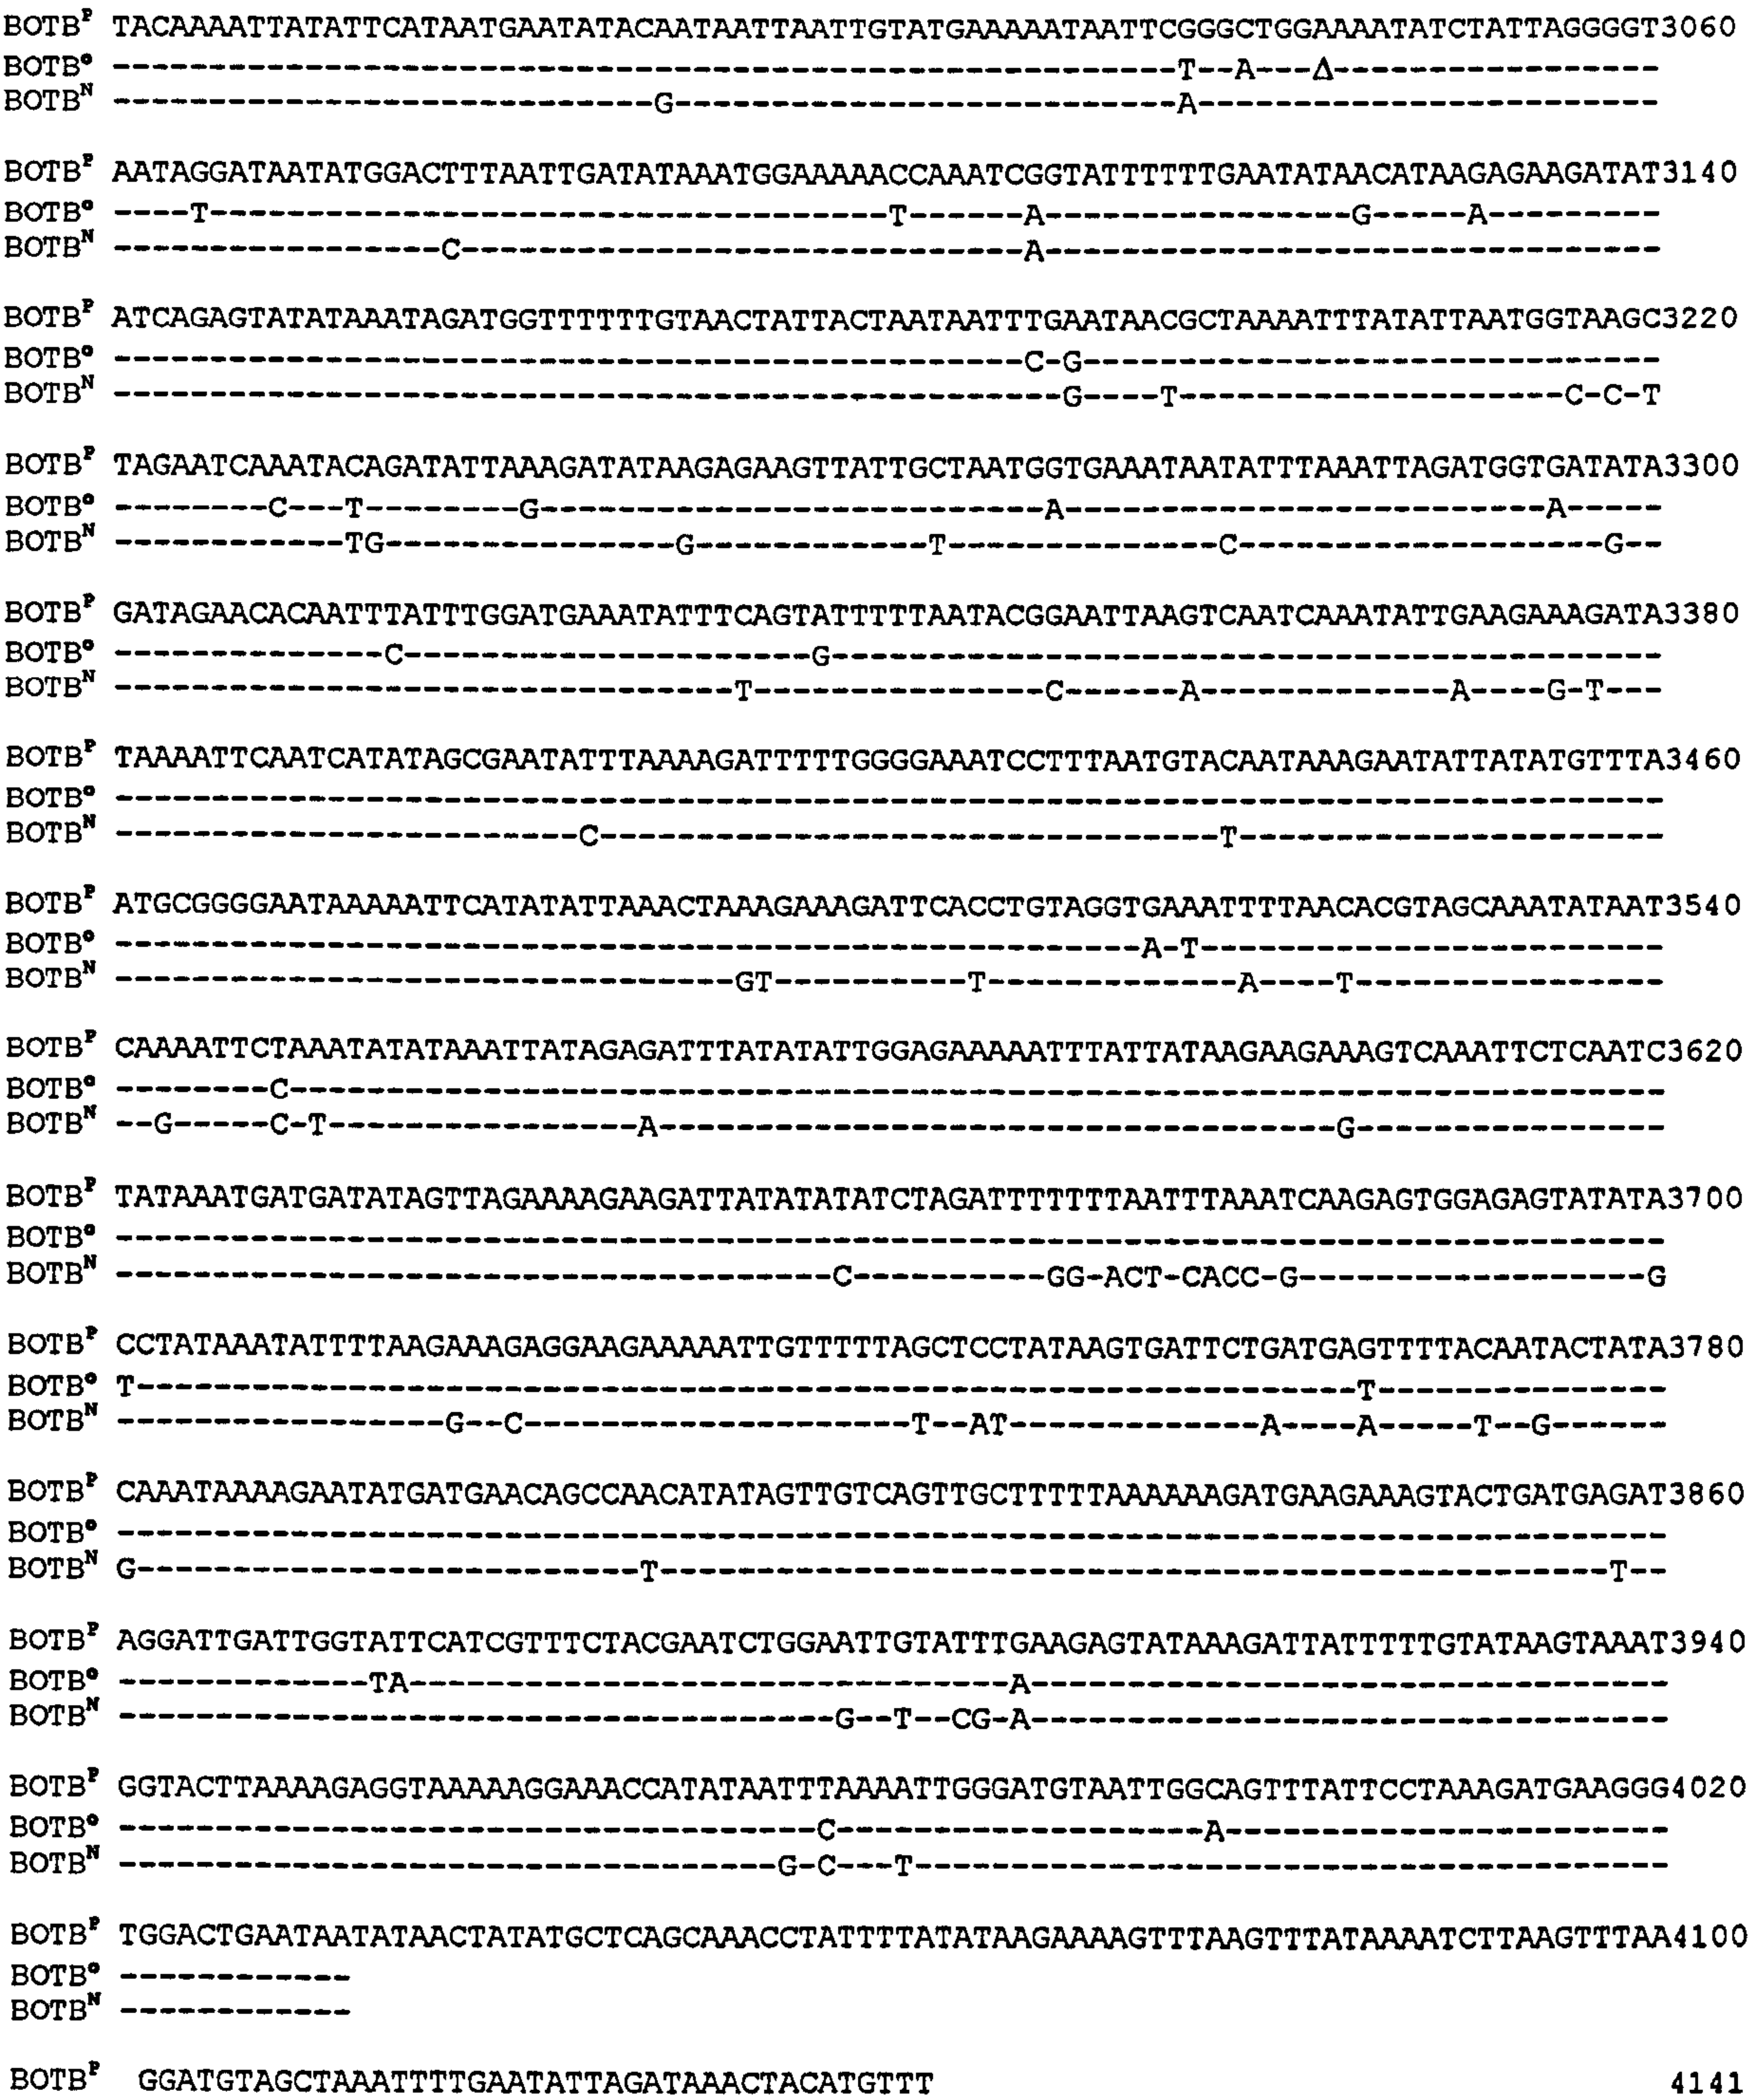 BOTBᴾ TACAAAATTATATTCATAATGAATATACAATAATTAATTGTATGAAAAATAATTCGGGCTGGAAAATATCTATTAGGGGT3060
BOTBᴼ -------------------------------------------------------T--A---Δ-----------------
BOTBᴺ ----------------------------G--------------------------A------------------------
BOTBᴾ AATAGGATAATATGGACTTTAATTGATATAAATGGAAAAACCAAATCGGTATTTTTTGAATATAACATAAGAGAAGATAT3140
BOTBᴼ ----T-----------------------------------T------A----------------G-----A---------
BOTBᴺ -----------------C-----------------------------A--------------------------------
BOTBᴾ ATCAGAGTATATAAATAGATGGTTTTTTGTAACTATTACTAATAATTTGAATAACGCTAAAATTTATATTAATGGTAAGC3220
BOTBᴼ -----------------------------------------------C-G------------------------------
BOTBᴺ -------------------------------------------------G----T--------------------C-C-T
BOTBᴾ TAGAATCAAATACAGATATTAAAGATATAAGAGAAGTTATTGCTAATGGTGAAATAATATTTAAATTAGATGGTGATATA3300
BOTBᴼ --------C---T--------G--------------------------A-------------------------A-----
BOTBᴺ ------------TG---------------G------------T--------------C-------------------G--
BOTBᴾ GATAGAACACAATTTATTTGGATGAAATATTTCAGTATTTTTAATACGGAATTAAGTCAATCAAATATTGAAGAAAGATA3380
BOTBᴼ --------------C---------------------G-------------------------------------------
BOTBᴺ --------------------------------T---------------C------A-------------A----G-T---
BOTBᴾ TAAAATTCAATCATATAGCGAATATTTAAAAGATTTTTGGGGAAATCCTTTAATGTACAATAAAGAATATTATATGTTTA3460
BOTBᴼ --------------------------------------------------------------------------------
BOTBᴺ ------------------------C--------------------------------T----------------------
BOTBᴾ ATGCGGGGAATAAAAATTCATATATTAAACTAAAGAAAGATTCACCTGTAGGTGAAATTTTAACACGTAGCAAATATAAT3540
BOTBᴼ -----------------------------------------------------A-T------------------------
BOTBᴺ --------------------------------GT----------T-------------A----T----------------
BOTBᴾ CAAAATTCTAAATATATAAATTATAGAGATTTATATATTGGAGAAAAATTTATTATAAGAAGAAAGTCAAATTCTCAATC3620
BOTBᴼ --------C-----------------------------------------------------------------------
BOTBᴺ --G-----C-T----------------A-----------------------------------G----------------
BOTBᴾ TATAAATGATGATATAGTTAGAAAAGAAGATTATATATATCTAGATTTTTTTAATTTAAATCAAGAGTGGAGAGTATATA3700
BOTBᴼ --------------------------------------------------------------------------------
BOTBᴺ -------------------------------------C----------GG-ACT-CACC-G------------------G
BOTBᴾ CCTATAAATATTTTAAGAAAGAGGAAGAAAAATTGTTTTTAGCTCCTATAAGTGATTCTGATGAGTTTTACAATACTATA3780
BOTBᴼ T---------------------------------------------------------------T---------------
BOTBᴺ -----------------G--C--------------------T--AT-------------A----A-----T--G------
BOTBᴾ CAAATAAAAGAATATGATGAACAGCCAACATATAGTTGTCAGTTGCTTTTTAAAAAAGATGAAGAAAGTACTGATGAGAT3860
BOTBᴼ --------------------------------------------------------------------------------
BOTBᴺ G--------------------------T-------------------------------------------------T--
BOTBᴾ AGGATTGATTGGTATTCATCGTTTCTACGAATCTGGAATTGTATTTGAAGAGTATAAAGATTATTTTTGTATAAGTAAAT3940
BOTBᴼ -------------TA-------------------------------A---------------------------------
BOTBᴺ -------------------------------------G--T--CG-A---------------------------------
BOTBᴾ GGTACTTAAAAGAGGTAAAAAGGAAACCATATAATTTAAAATTGGGATGTAATTGGCAGTTTATTCCTAAAGATGAAGGG4020
BOTBᴼ ------------------------------------C-------------------A-----------------------
BOTBᴺ ----------------------------------G-C---T---------------------------------------
BOTBᴾ TGGACTGAATAATATAACTATATGCTCAGCAAACCTATTTTATATAAGAAAAGTTTAAGTTTATAAAATCTTAAGTTTAA4100
BOTBᴼ ------------
BOTBᴺ ------------
BOTBᴾ GGATGTAGCTAAATTTTGAATATTAGATAAACTACATGTTT 4141